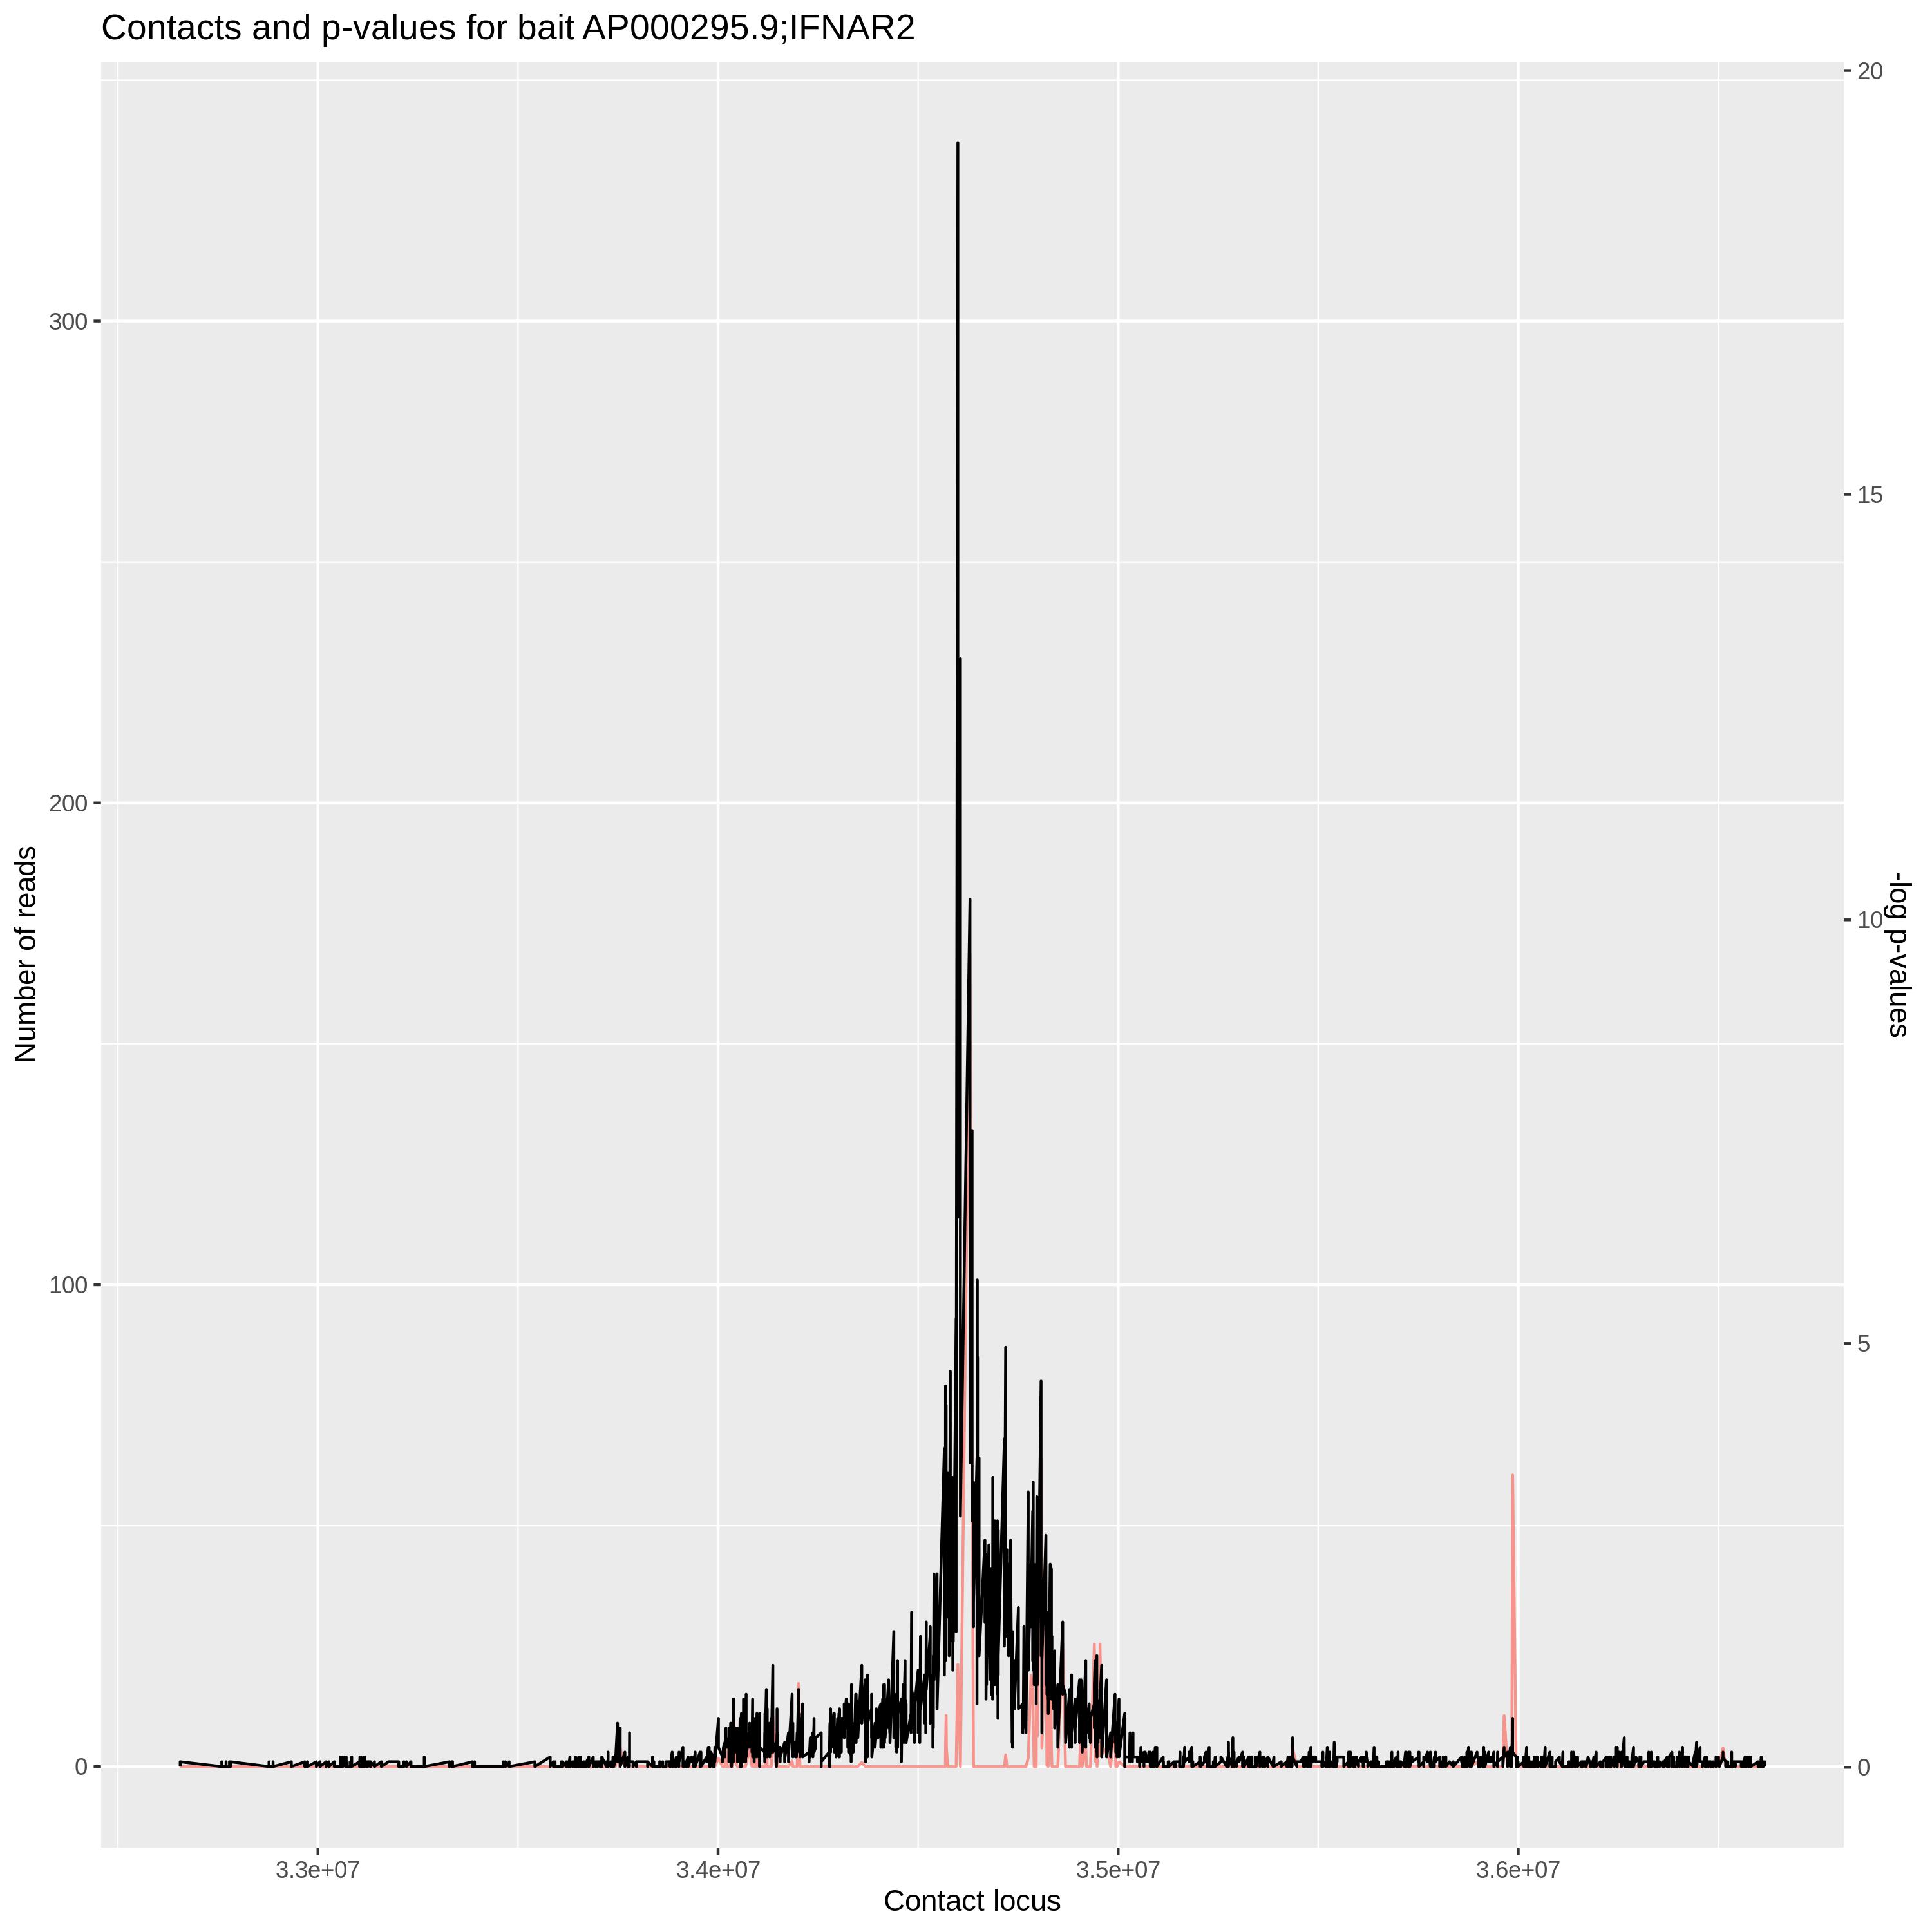 Contacts and p-values for bait AP000295.9;IFNAR2
Number of reads
300
200
100
0
20
15
10
5
0
-log p-values
3.3e+07
3.4e+07
3.5e+07
3.6e+07
Contact locus